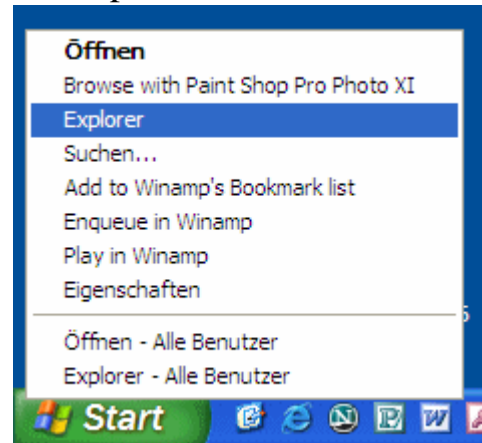 Öffnen
Browse with Paint Shop Pro Photo XI
Explorer
Suchen...
Add to Winamp's Bookmark list
Enqueue in Winamp
Play in Winamp
Eigenschaften
Öffnen - Alle Benutzer
Explorer - Alle Benutzer
Start